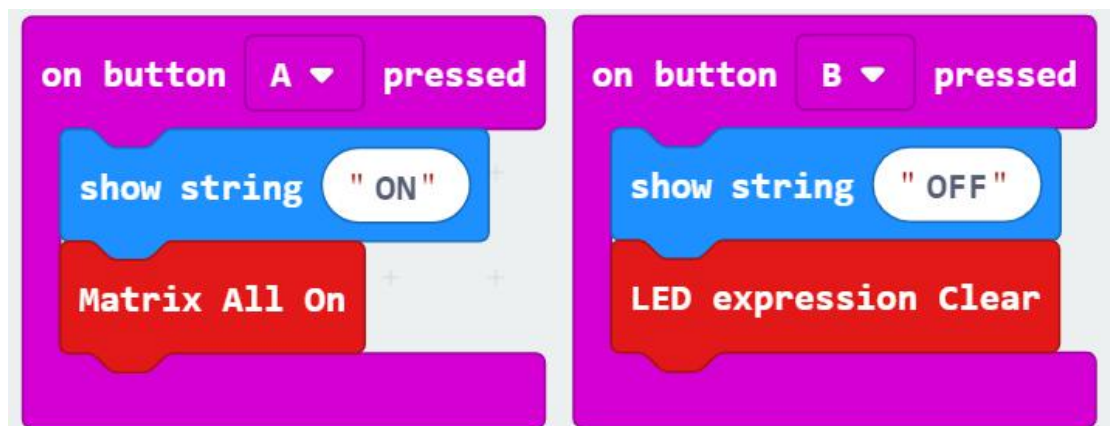 on button A pressed
show string "ON"
Matrix All On
on button B pressed
show string "OFF"
LED expression Clear